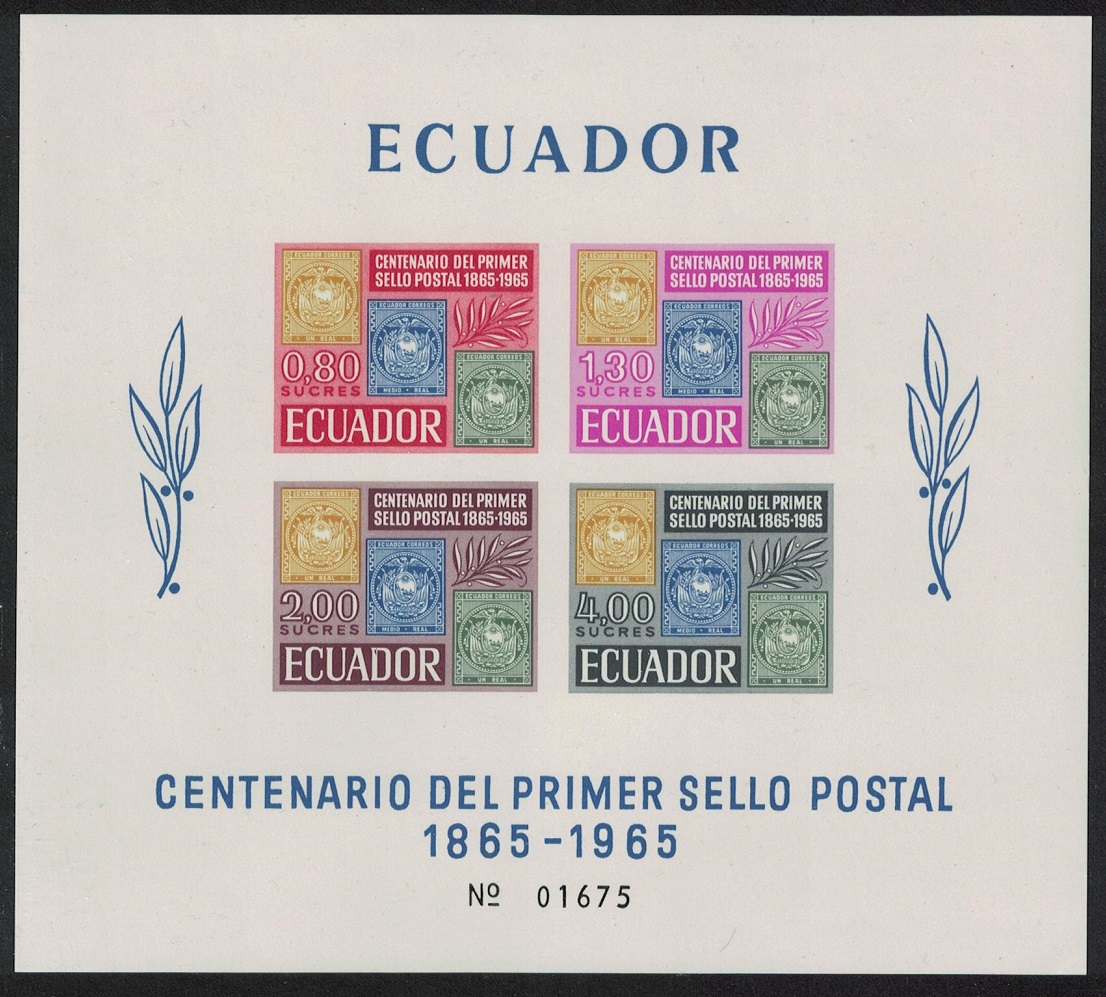 ECUADOR
ECUADOR CORREOS
UN REAL
CENTENARIO DEL PRIMER
SELLO POSTAL 1865-1965
ECUADOR CORREOS
MEDIO • REAL
ECUADOR CORREOS
• UN • REAL •
0,80
SUCRES
ECUADOR
ECUADOR CORREOS
UN REAL
CENTENARIO DEL PRIMER
SELLO POSTAL 1865-1965
ECUADOR CORREOS
MEDIO • REAL
ECUADOR CORREOS
• UN • REAL •
1,30
SUCRES
ECUADOR
ECUADOR CORREOS
UN REAL
CENTENARIO DEL PRIMER
SELLO POSTAL 1865-1965
ECUADOR CORREOS
MEDIO • REAL
ECUADOR CORREOS
• UN • REAL •
2,00
SUCRES
ECUADOR
ECUADOR CORREOS
UN REAL
CENTENARIO DEL PRIMER
SELLO POSTAL 1865-1965
ECUADOR CORREOS
MEDIO • REAL
ECUADOR CORREOS
• UN • REAL •
4,00
SUCRES
ECUADOR
CENTENARIO DEL PRIMER SELLO POSTAL
1865-1965
Nº 01675